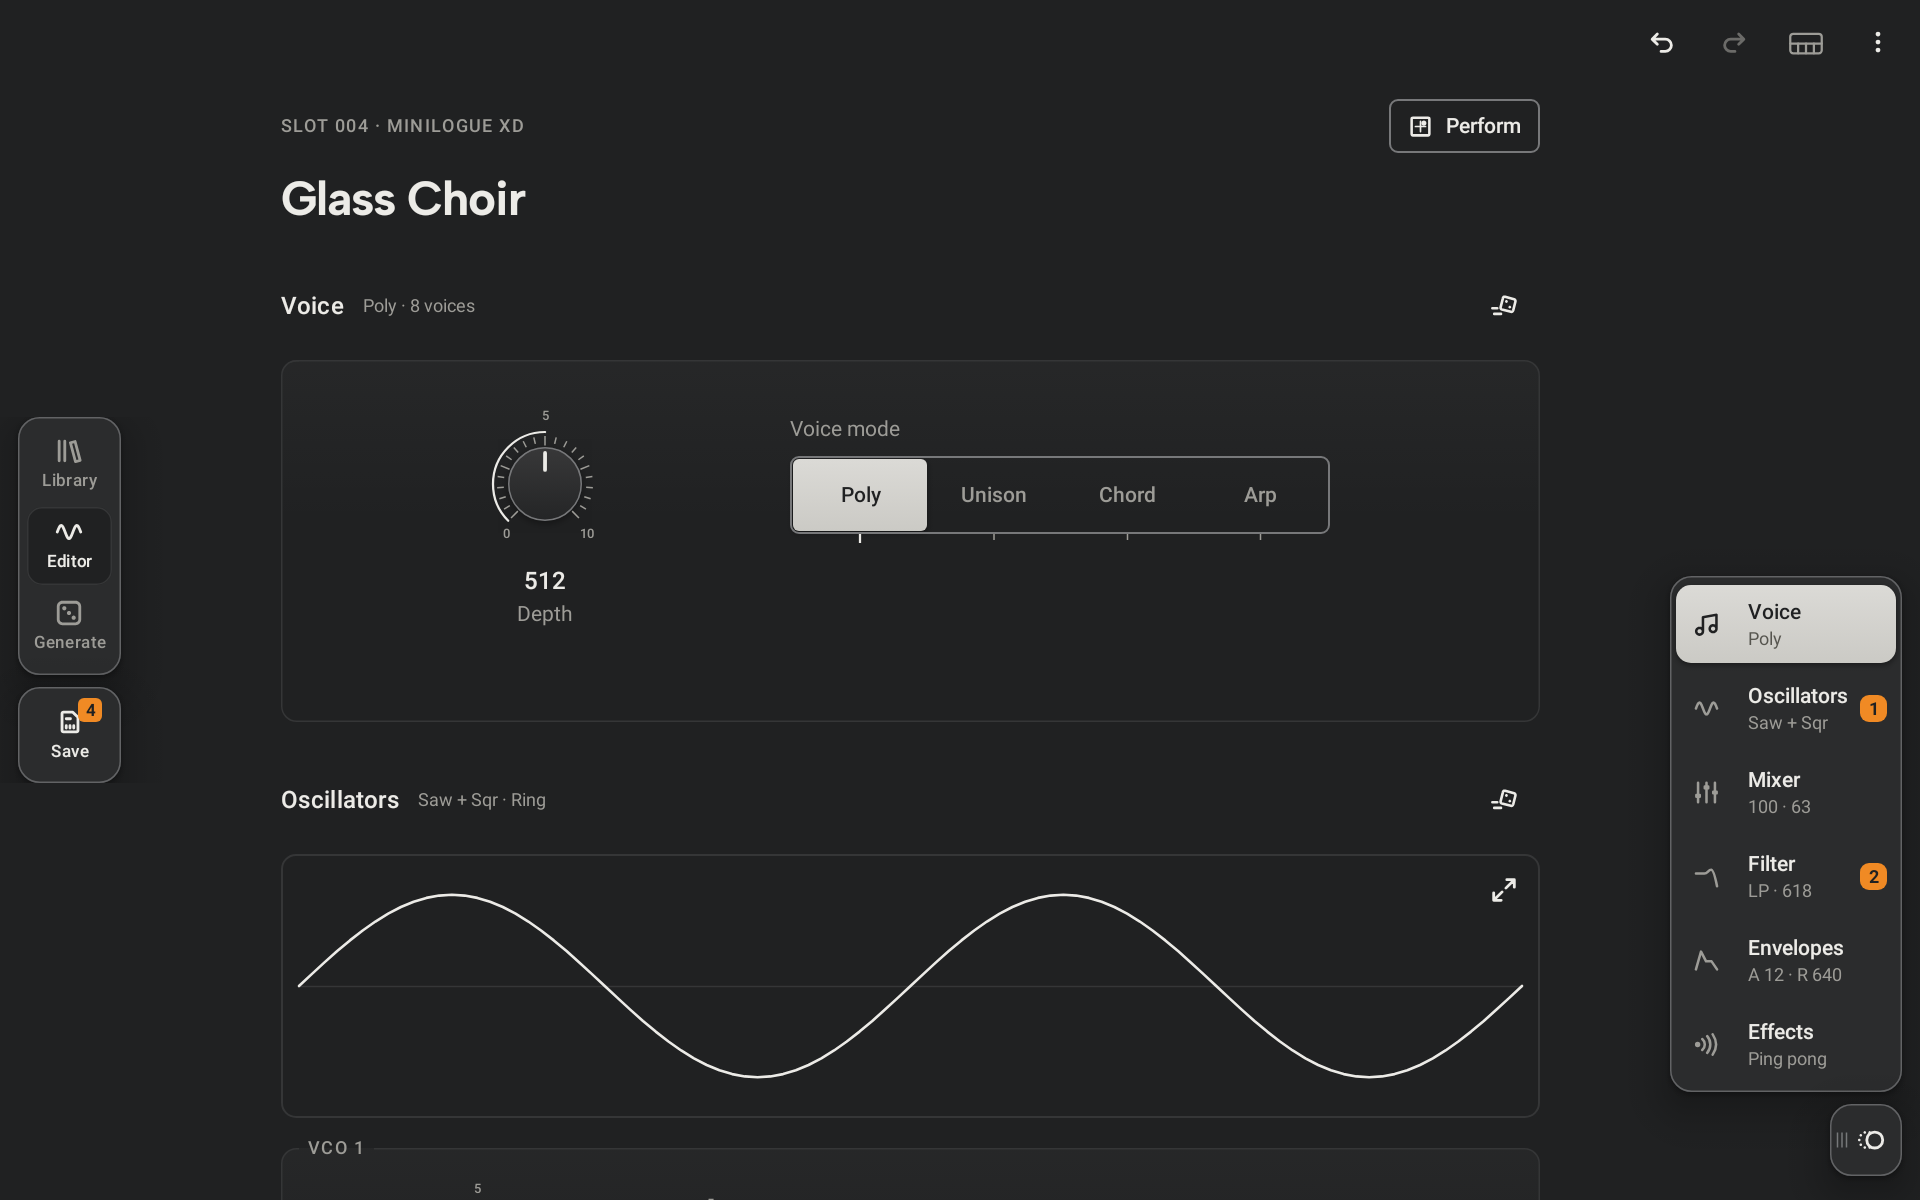 SLOT 004 · MINILOGUE XD
Perform
Glass Choir
Voice Poly · 8 voices
5
0 10
512
Depth
Voice mode
Poly Unison Chord Arp
Library
Editor
Generate
4
Save
Oscillators Saw + Sqr · Ring
VCO 1
5
Voice
Poly
Oscillators
Saw + Sqr
1
Mixer
100 · 63
Filter
LP · 618
2
Envelopes
A 12 · R 640
Effects
Ping pong